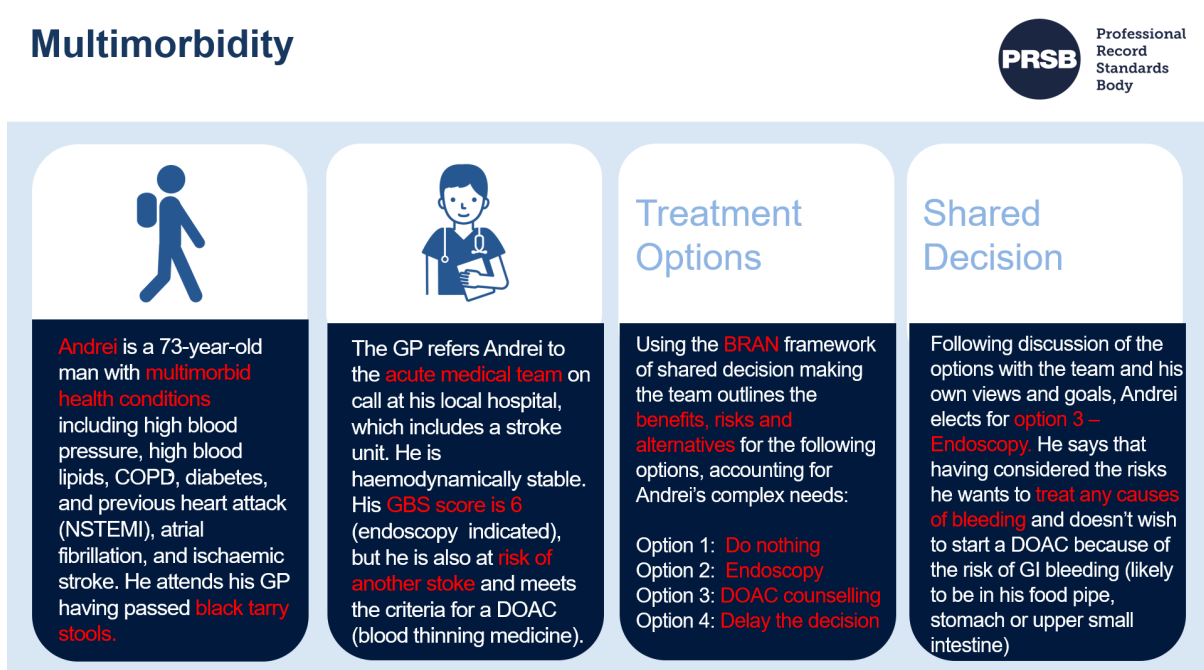 Multimorbidity
PRSB
Professional
Record
Standards
Body
Andrei is a 73-year-old
man with multimorbid
health conditions
including high blood
pressure, high blood
lipids, COPD, diabetes,
and previous heart attack
(NSTEMI), atrial
fibrillation, and ischaemic
stroke. He attends his GP
having passed black tarry
stools.
The GP refers Andrei to
the acute medical team on
call at his local hospital,
which includes a stroke
unit. He is
haemodynamically stable.
His GBS score is 6
(endoscopy indicated),
but he is also at risk of
another stoke and meets
the criteria for a DOAC
(blood thinning medicine).
Treatment
Options
Using the BRAN framework
of shared decision making
the team outlines the
benefits, risks and
alternatives for the following
options, accounting for
Andrei's complex needs:
Option 1: Do nothing
Option 2: Endoscopy
Option 3: DOAC counselling
Option 4: Delay the decision
Shared
Decision
Following discussion of the
options with the team and his
own views and goals, Andrei
elects for option 3 –
Endoscopy. He says that
having considered the risks
he wants to treat any causes
of bleeding and doesn't wish
to start a DOAC because of
the risk of GI bleeding (likely
to be in his food pipe,
stomach or upper small
intestine)